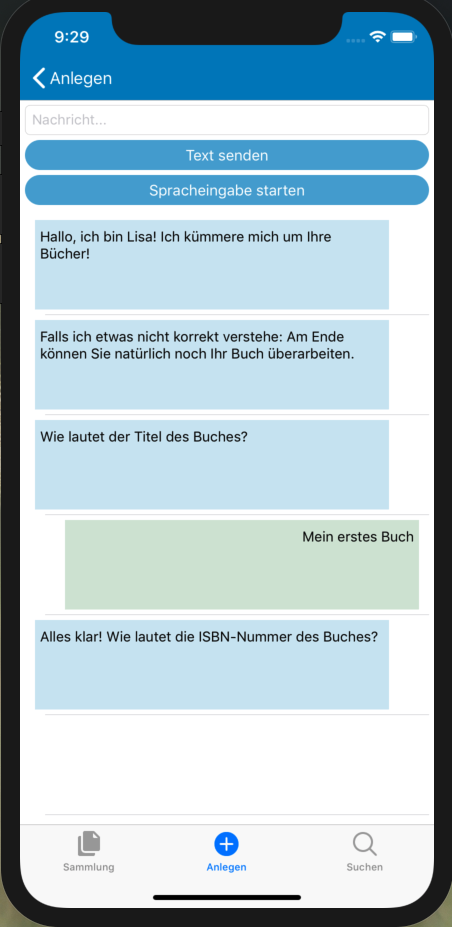 9:29
Anlegen
Nachricht...
Text senden
Spracheingabe starten
Hallo, ich bin Lisa! Ich kümmere mich um Ihre
Bücher!
Falls ich etwas nicht korrekt verstehe: Am Ende
können Sie natürlich noch Ihr Buch überarbeiten.
Wie lautet der Titel des Buches?
Mein erstes Buch
Alles klar! Wie lautet die ISBN-Nummer des Buches?
Sammlung
Anlegen
Suchen